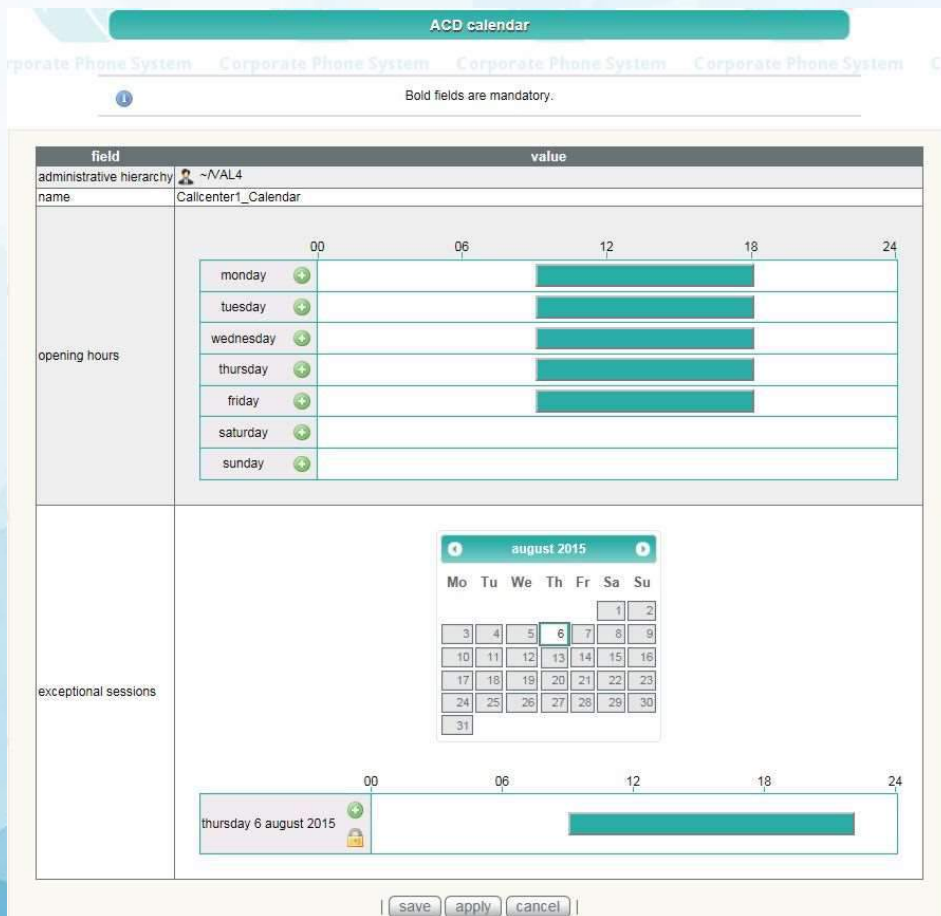 ACD calendar
rporate Phone System Corporate Phone System Corporate Phone System Corporate Phone System C
Bold fields are mandatory.
field value
administrative hierarchy ~/VAL4
name Callcenter1_Calendar
opening hours
00 06 12 18 24
monday
tuesday
wednesday
thursday
friday
saturday
sunday
exceptional sessions
august 2015
Mo Tu We Th Fr Sa Su
1 2
3 4 5 6 7 8 9
10 11 12 13 14 15 16
17 18 19 20 21 22 23
24 25 26 27 28 29 30
31
00 06 12 18 24
thursday 6 august 2015
| save apply cancel |